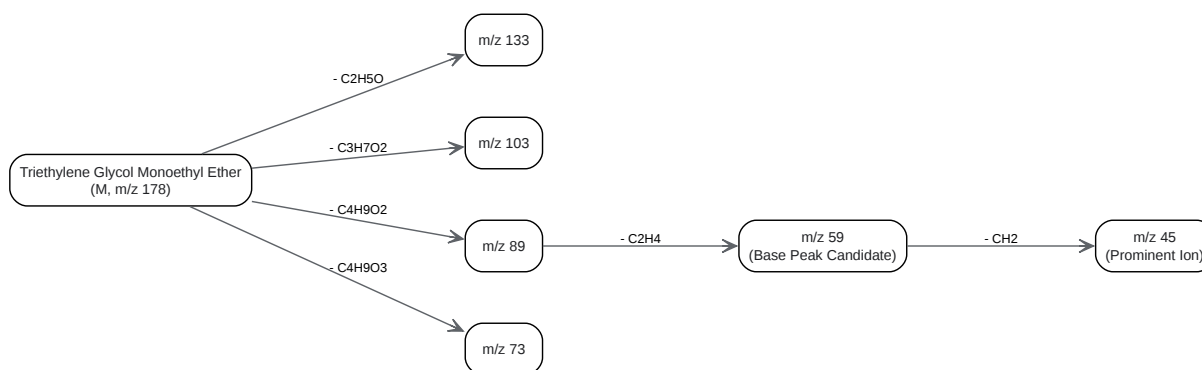 m/z 133
- C2H5O
m/z 103
- C3H7O2
Triethylene Glycol Monoethyl Ether
(M, m/z 178)
- C4H9O2
m/z 89
- C2H4
m/z 59
(Base Peak Candidate)
- CH2
m/z 45
(Prominent Ion)
- C4H9O3
m/z 73